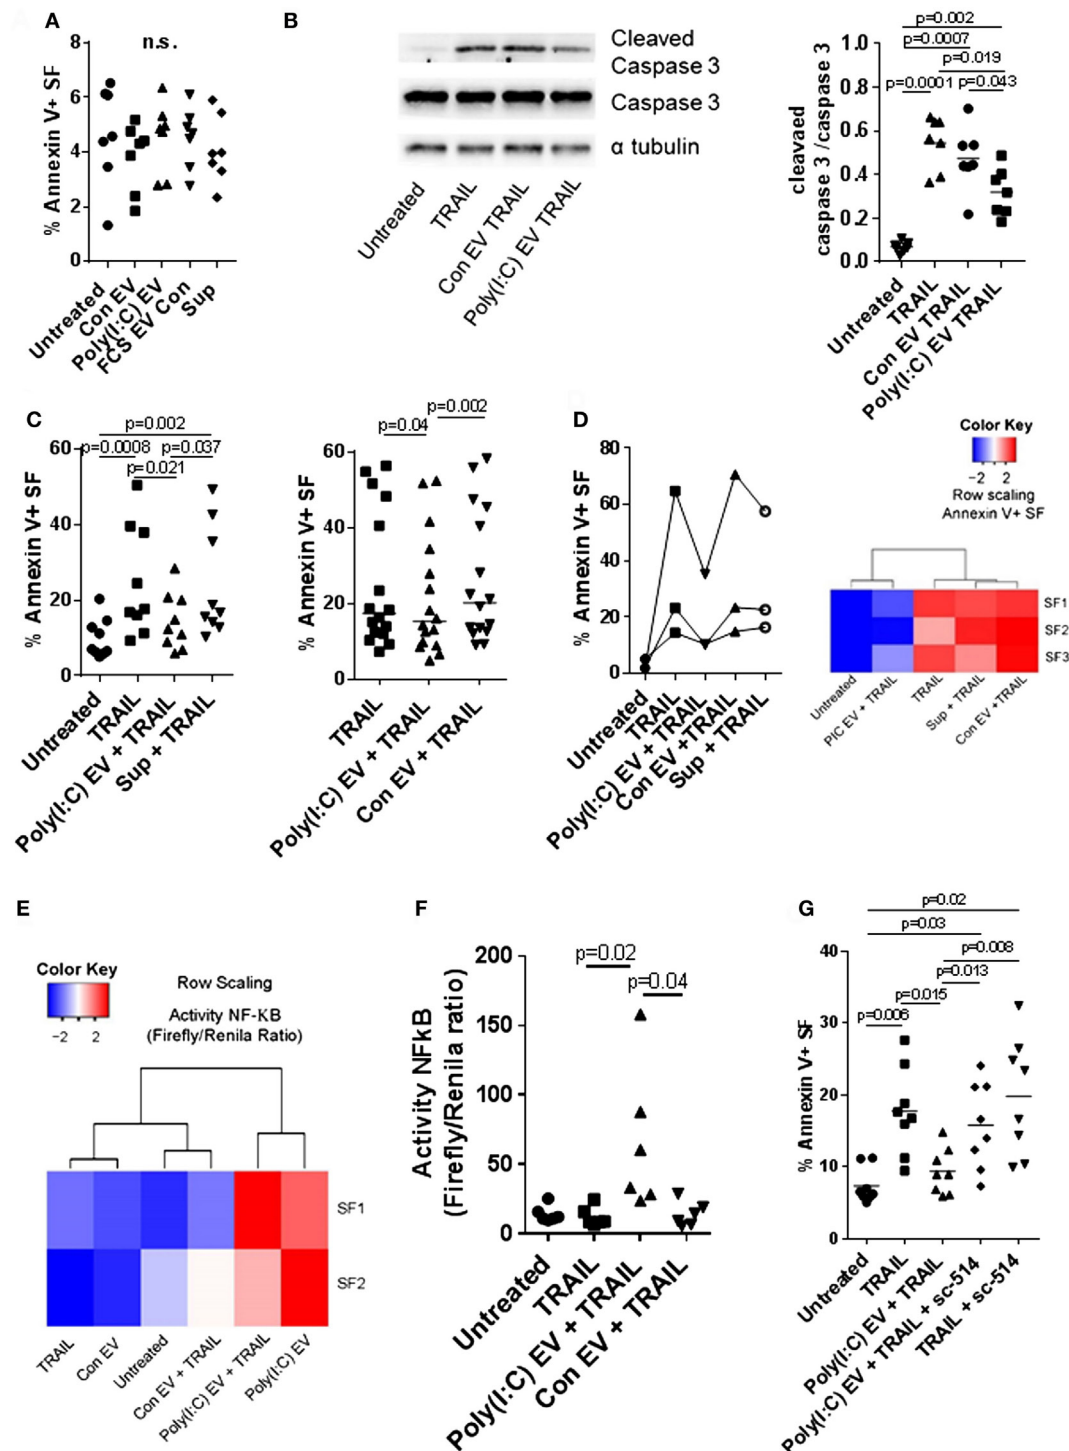 A
n.s.
% Annexin V+ SF
8
6
4
2
0
Untreated
Con EV
Poly(I:C) EV
FCS EV Con
Sup
B
Cleaved
Caspase 3
Caspase 3
α tubulin
Untreated
TRAIL
Con EV TRAIL
Poly(I:C) EV TRAIL
p=0.002
p=0.0007
p=0.019
p=0.0001
p=0.043
cleavaed
caspase 3 /caspase 3
1.0
0.8
0.6
0.4
0.2
0.0
Untreated
TRAIL
Con EV TRAIL
Poly(I:C) EV TRAIL
C
p=0.002
p=0.0008
p=0.037
p=0.021
% Annexin V+ SF
60
40
20
0
Untreated
TRAIL
Poly(I:C) EV + TRAIL
Sup + TRAIL
p=0.002
p=0.04
% Annexin V+ SF
60
40
20
0
TRAIL
Poly(I:C) EV + TRAIL
Con EV + TRAIL
D
% Annexin V+ SF
80
60
40
20
0
Untreated
TRAIL
Poly(I:C) EV + TRAIL
Con EV +TRAIL
Sup + TRAIL
Color Key
−2 2
Row scaling
Annexin V+ SF
SF1
SF2
SF3
Untreated
PIC EV + TRAIL
TRAIL
Sup + TRAIL
Con EV +TRAIL
E
Color Key
−2 2
Row Scaling
Activity NF-KB
(Firefly/Renila Ratio)
SF1
SF2
TRAIL
Con EV
Untreated
Con EV + TRAIL
Poly(I:C) EV + TRAIL
Poly(I:C) EV
F
p=0.02
p=0.04
Activity NFkB
(Firefly/Renila ratio)
200
150
100
50
0
Untreated
TRAIL
Poly(I:C) EV + TRAIL
Con EV + TRAIL
G
p=0.02
p=0.03
p=0.008
p=0.013
p=0.015
p=0.006
% Annexin V+ SF
40
30
20
10
0
Untreated
TRAIL
Poly(I:C) EV + TRAIL
Poly(I:C) EV + TRAIL + sc-514
TRAIL + sc-514